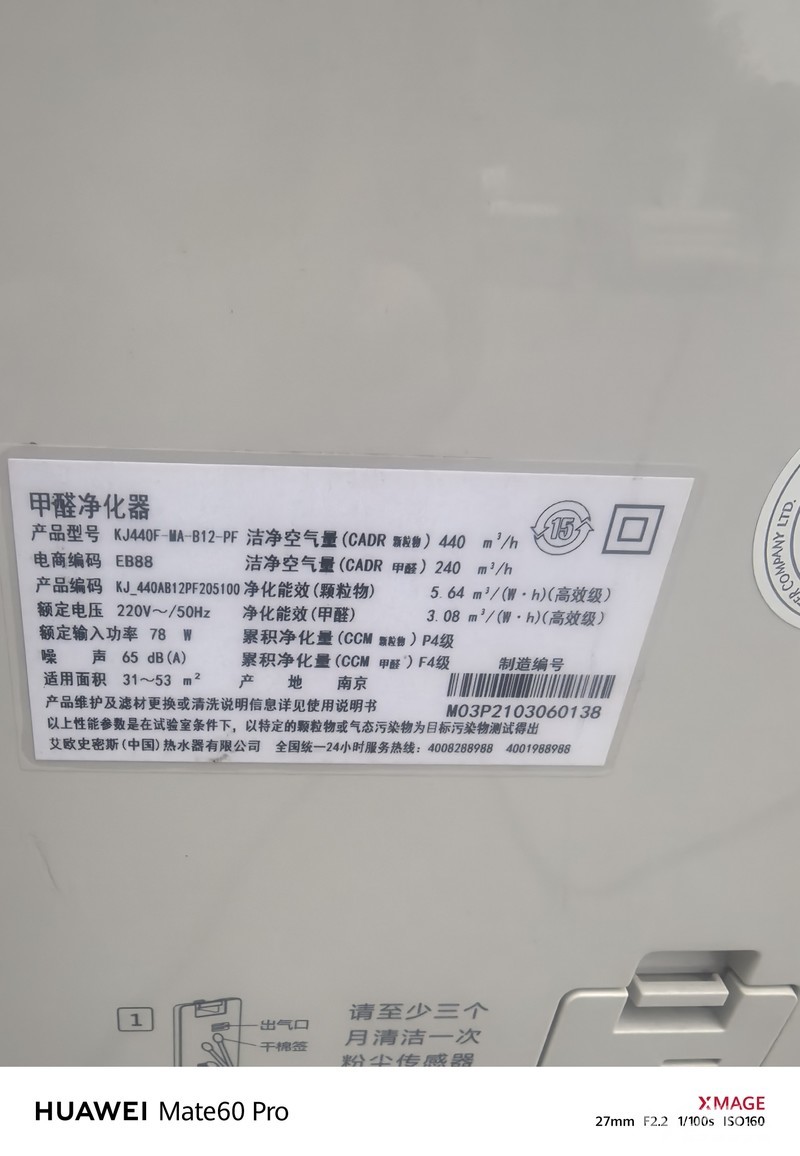 甲醛净化器
产品型号 KJ440F-MA-B12-PF 洁净空气量(CADR 颗粒物) 440 m³/h
电商编码 EB88 洁净空气量(CADR 甲醛) 240 m³/h
产品编码 KJ_440AB12PF205100 净化能效(颗粒物) 5.64 m³/(W·h)(高效级)
额定电压 220V～/50Hz 净化能效(甲醛) 3.08 m³/(W·h)(高效级)
额定输入功率 78 W 累积净化量(CCM 颗粒物) P4级
噪 声 65 dB(A) 累积净化量(CCM 甲醛) F4级
适用面积 31～53 m² 产 地 南京
15
制造编号
M03P2103060138
产品维护及滤材更换或清洗说明信息详见使用说明书
以上性能参数是在试验室条件下，以特定的颗粒物或气态污染物为目标污染物测试得出
艾欧史密斯(中国)热水器有限公司 全国统一24小时服务热线：4008288988 4001988988
COMPANY LTD.
1
出气口
干棉签
请至少三个
月清洁一次
粉尘传感器
HUAWEI Mate60 Pro
XMAGE
27mm F2.2 1/100s ISO160